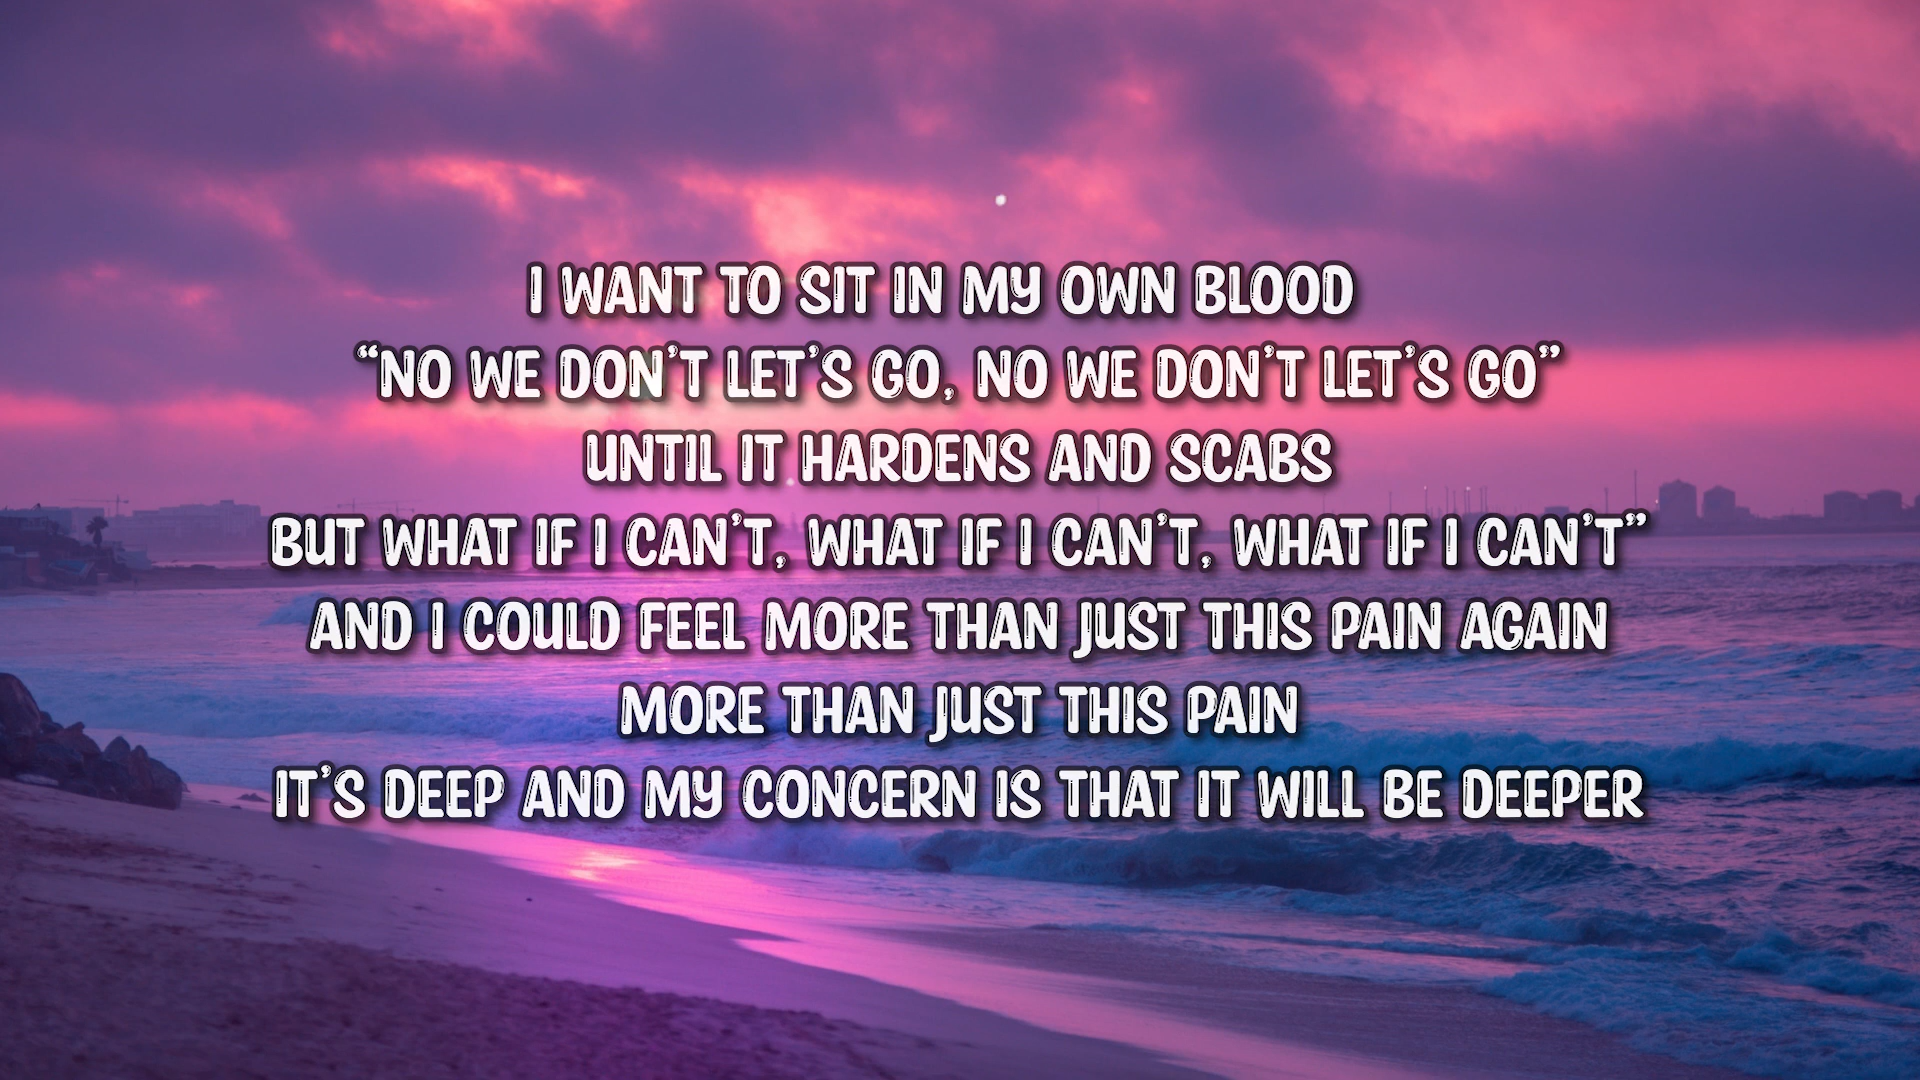 I WANT TO SIT IN MY OWN BLOOD
“NO WE DON’T LET’S GO, NO WE DON’T LET’S GO”
UNTIL IT HARDENS AND SCABS
BUT WHAT IF I CAN’T, WHAT IF I CAN’T, WHAT IF I CAN’T”
AND I COULD FEEL MORE THAN JUST THIS PAIN AGAIN
MORE THAN JUST THIS PAIN
IT’S DEEP AND MY CONCERN IS THAT IT WILL BE DEEPER